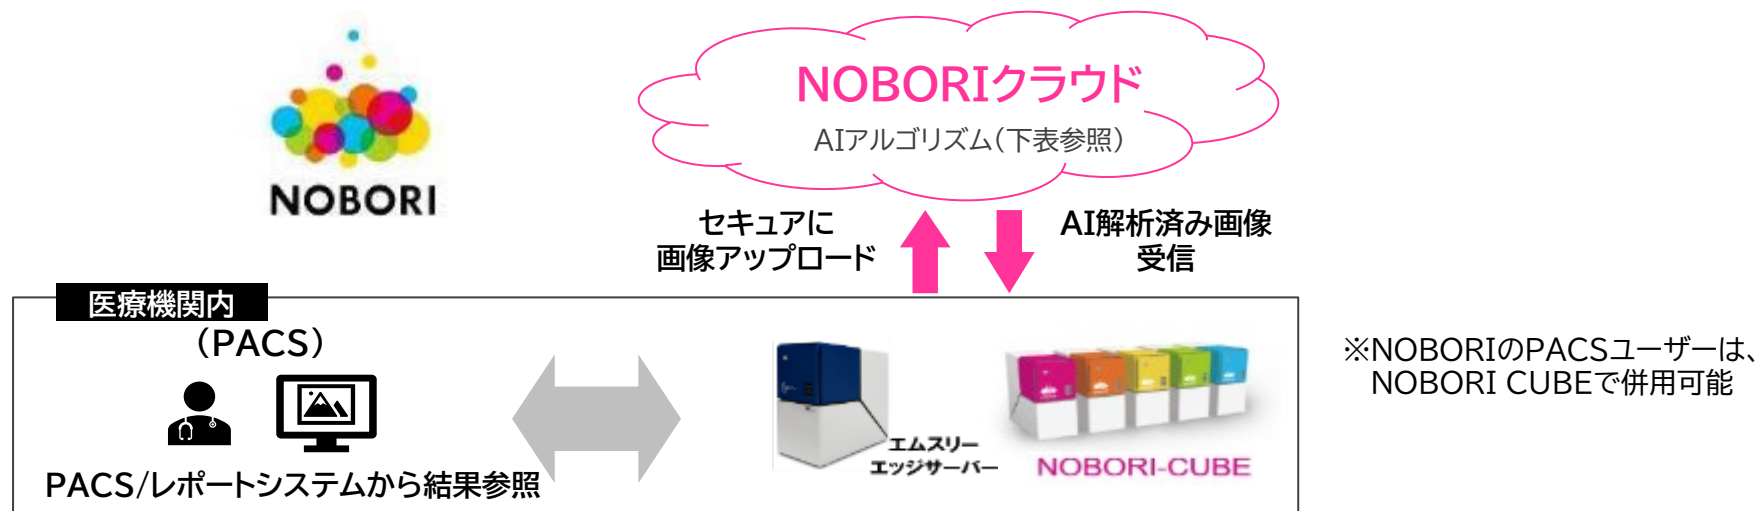 NOBORI
NOBORIクラウド
AIアルゴリズム(下表参照)
セキュアに
画像アップロード
AI解析済み画像
受信
医療機関内
(PACS)
PACS/レポートシステムから結果参照
エムスリー
エッジサーバー
NOBORI-CUBE
※NOBORIのPACSユーザーは、
NOBORI CUBEで併用可能